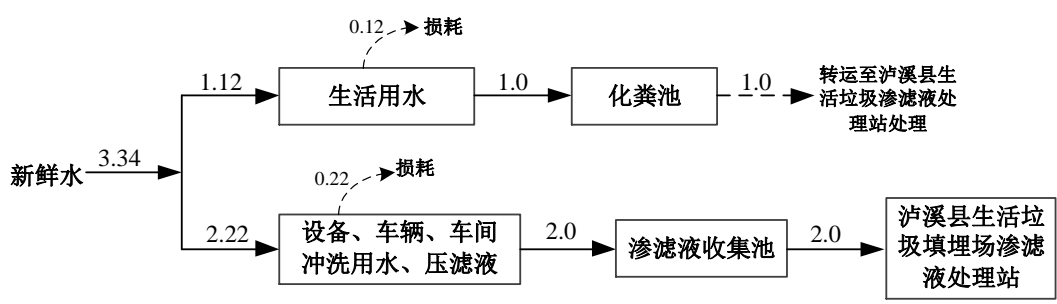 0.12
损耗
1.12
生活用水
1.0
化粪池
1.0
转运至泸溪县生
活垃圾渗滤液处
理站处理
新鲜水
3.34
0.22
损耗
2.22
设备、车辆、车间
冲洗用水、压滤液
2.0
渗滤液收集池
2.0
泸溪县生活垃
圾填埋场渗滤
液处理站